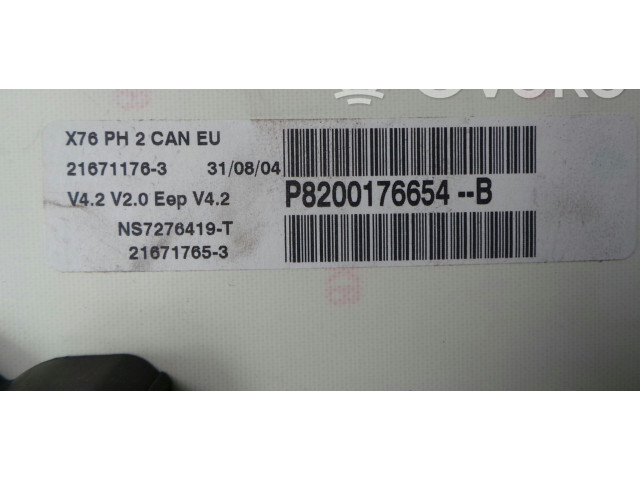 X76 PH 2 CAN EU
21671176-3 31/08/04
V4.2 V2.0 Eep V4.2
NS7276419-T
21671765-3
P8200176654 --B